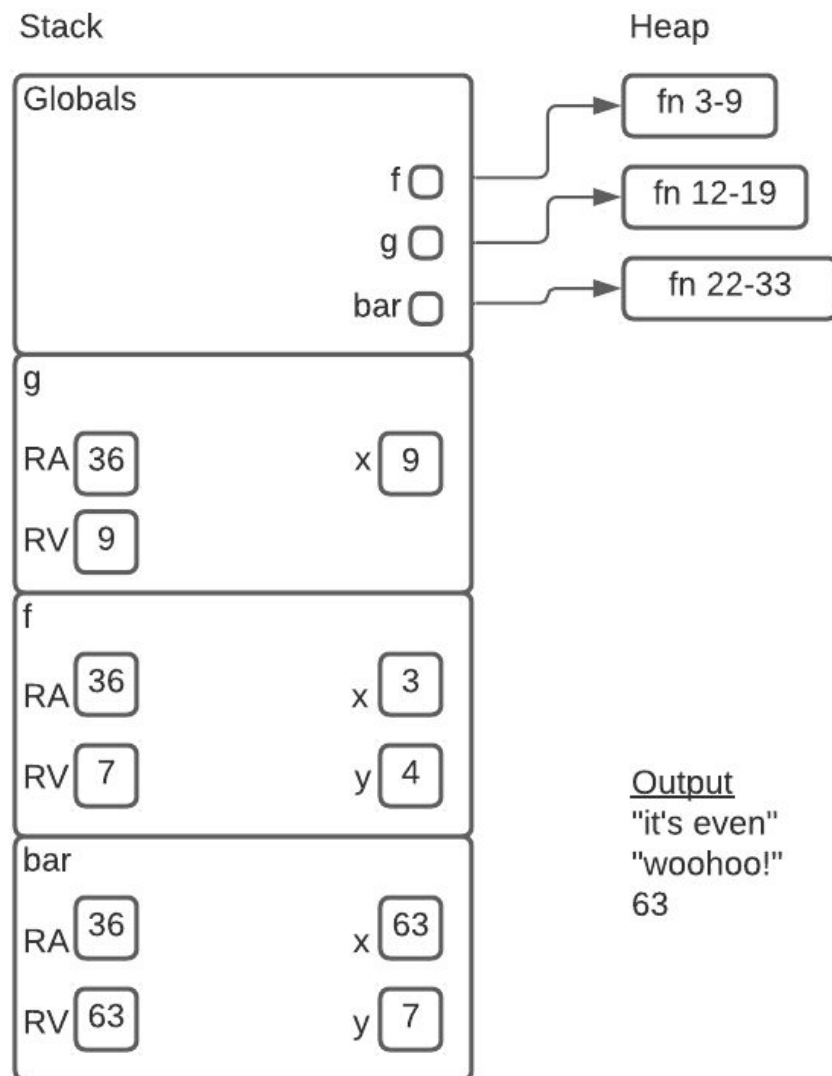 Stack
Heap
Globals
fn 3-9
f
fn 12-19
g
fn 22-33
bar
g
RA 36
x 9
RV 9
f
RA 36
x 3
RV 7
y 4
Output
"it's even"
"woohoo!"
63
bar
RA 36
x 63
RV 63
y 7